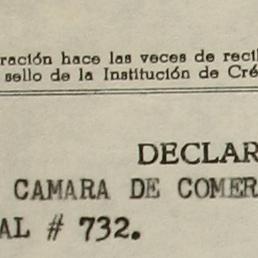 ración hace las veces de reci
sello de la Institución de Cré
DECLAR
CAMARA DE COMER
AL # 732.